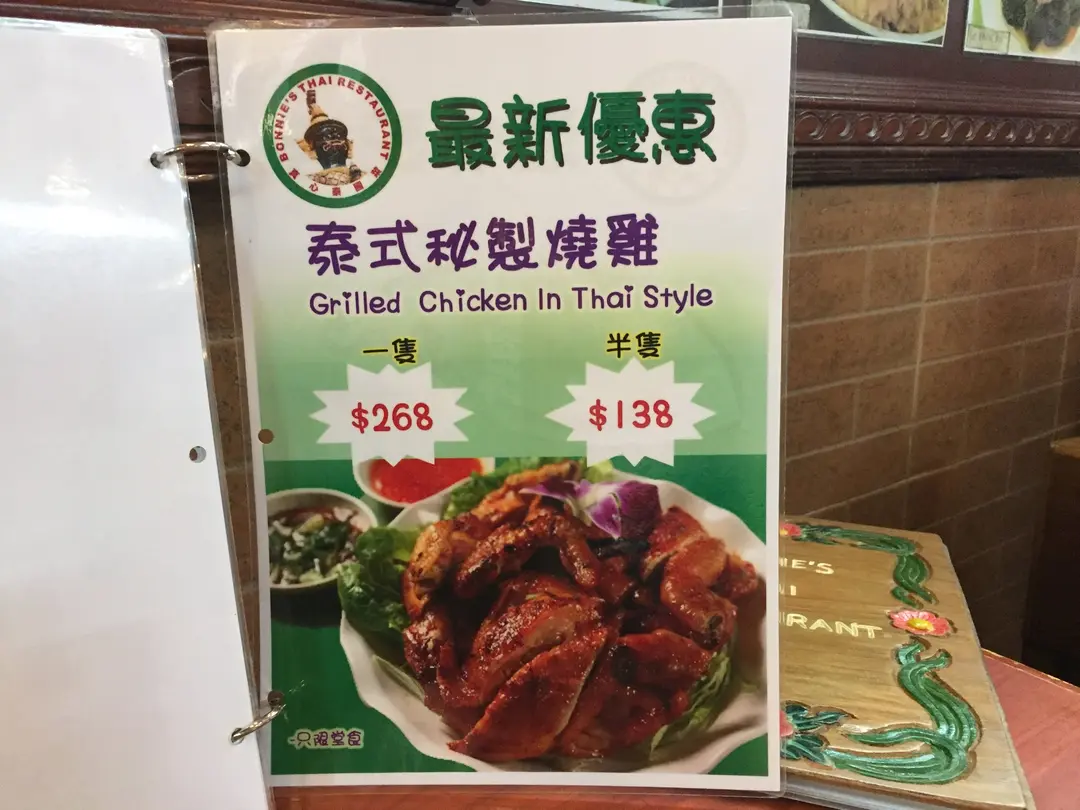 BONNIE'S THAI RESTAURANT
最新優惠
泰式秘製燒雞
Grilled Chicken In Thai Style
一隻
半隻
$268
$138
-只限堂食